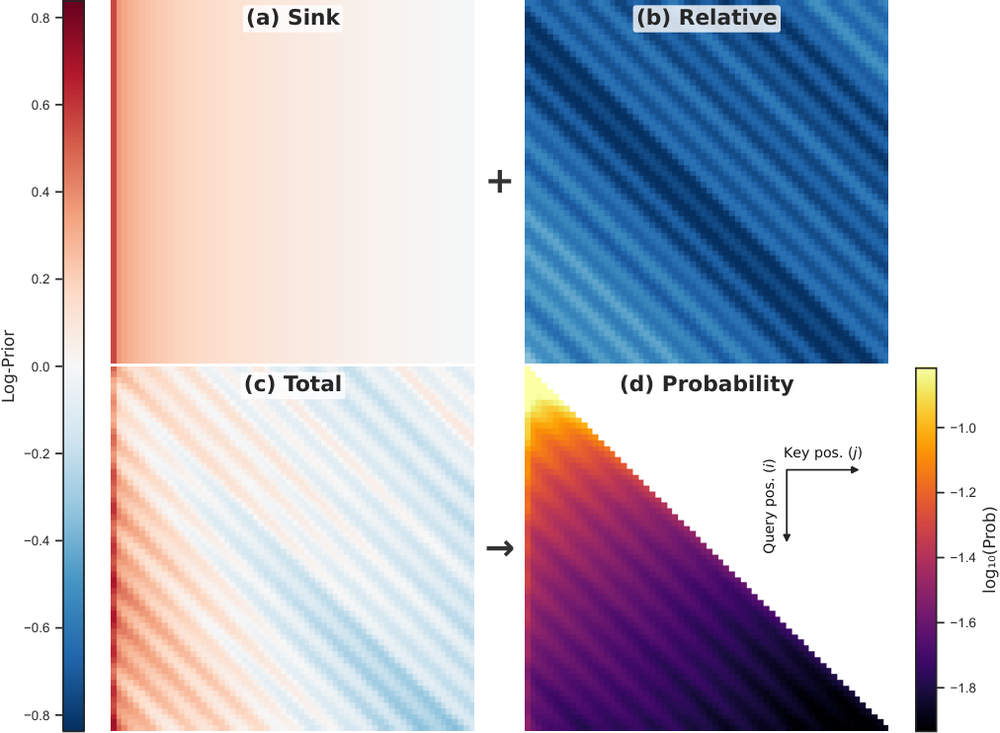 (a) Sink
(b) Relative
0.8
0.6
0.4
0.2
0.0
−0.2
−0.4
−0.6
−0.8
Log-Prior
+
(c) Total
→
(d) Probability
Key pos. (j)
Query pos. (i)
−1.0
−1.2
−1.4
−1.6
−1.8
log₁₀(Prob)